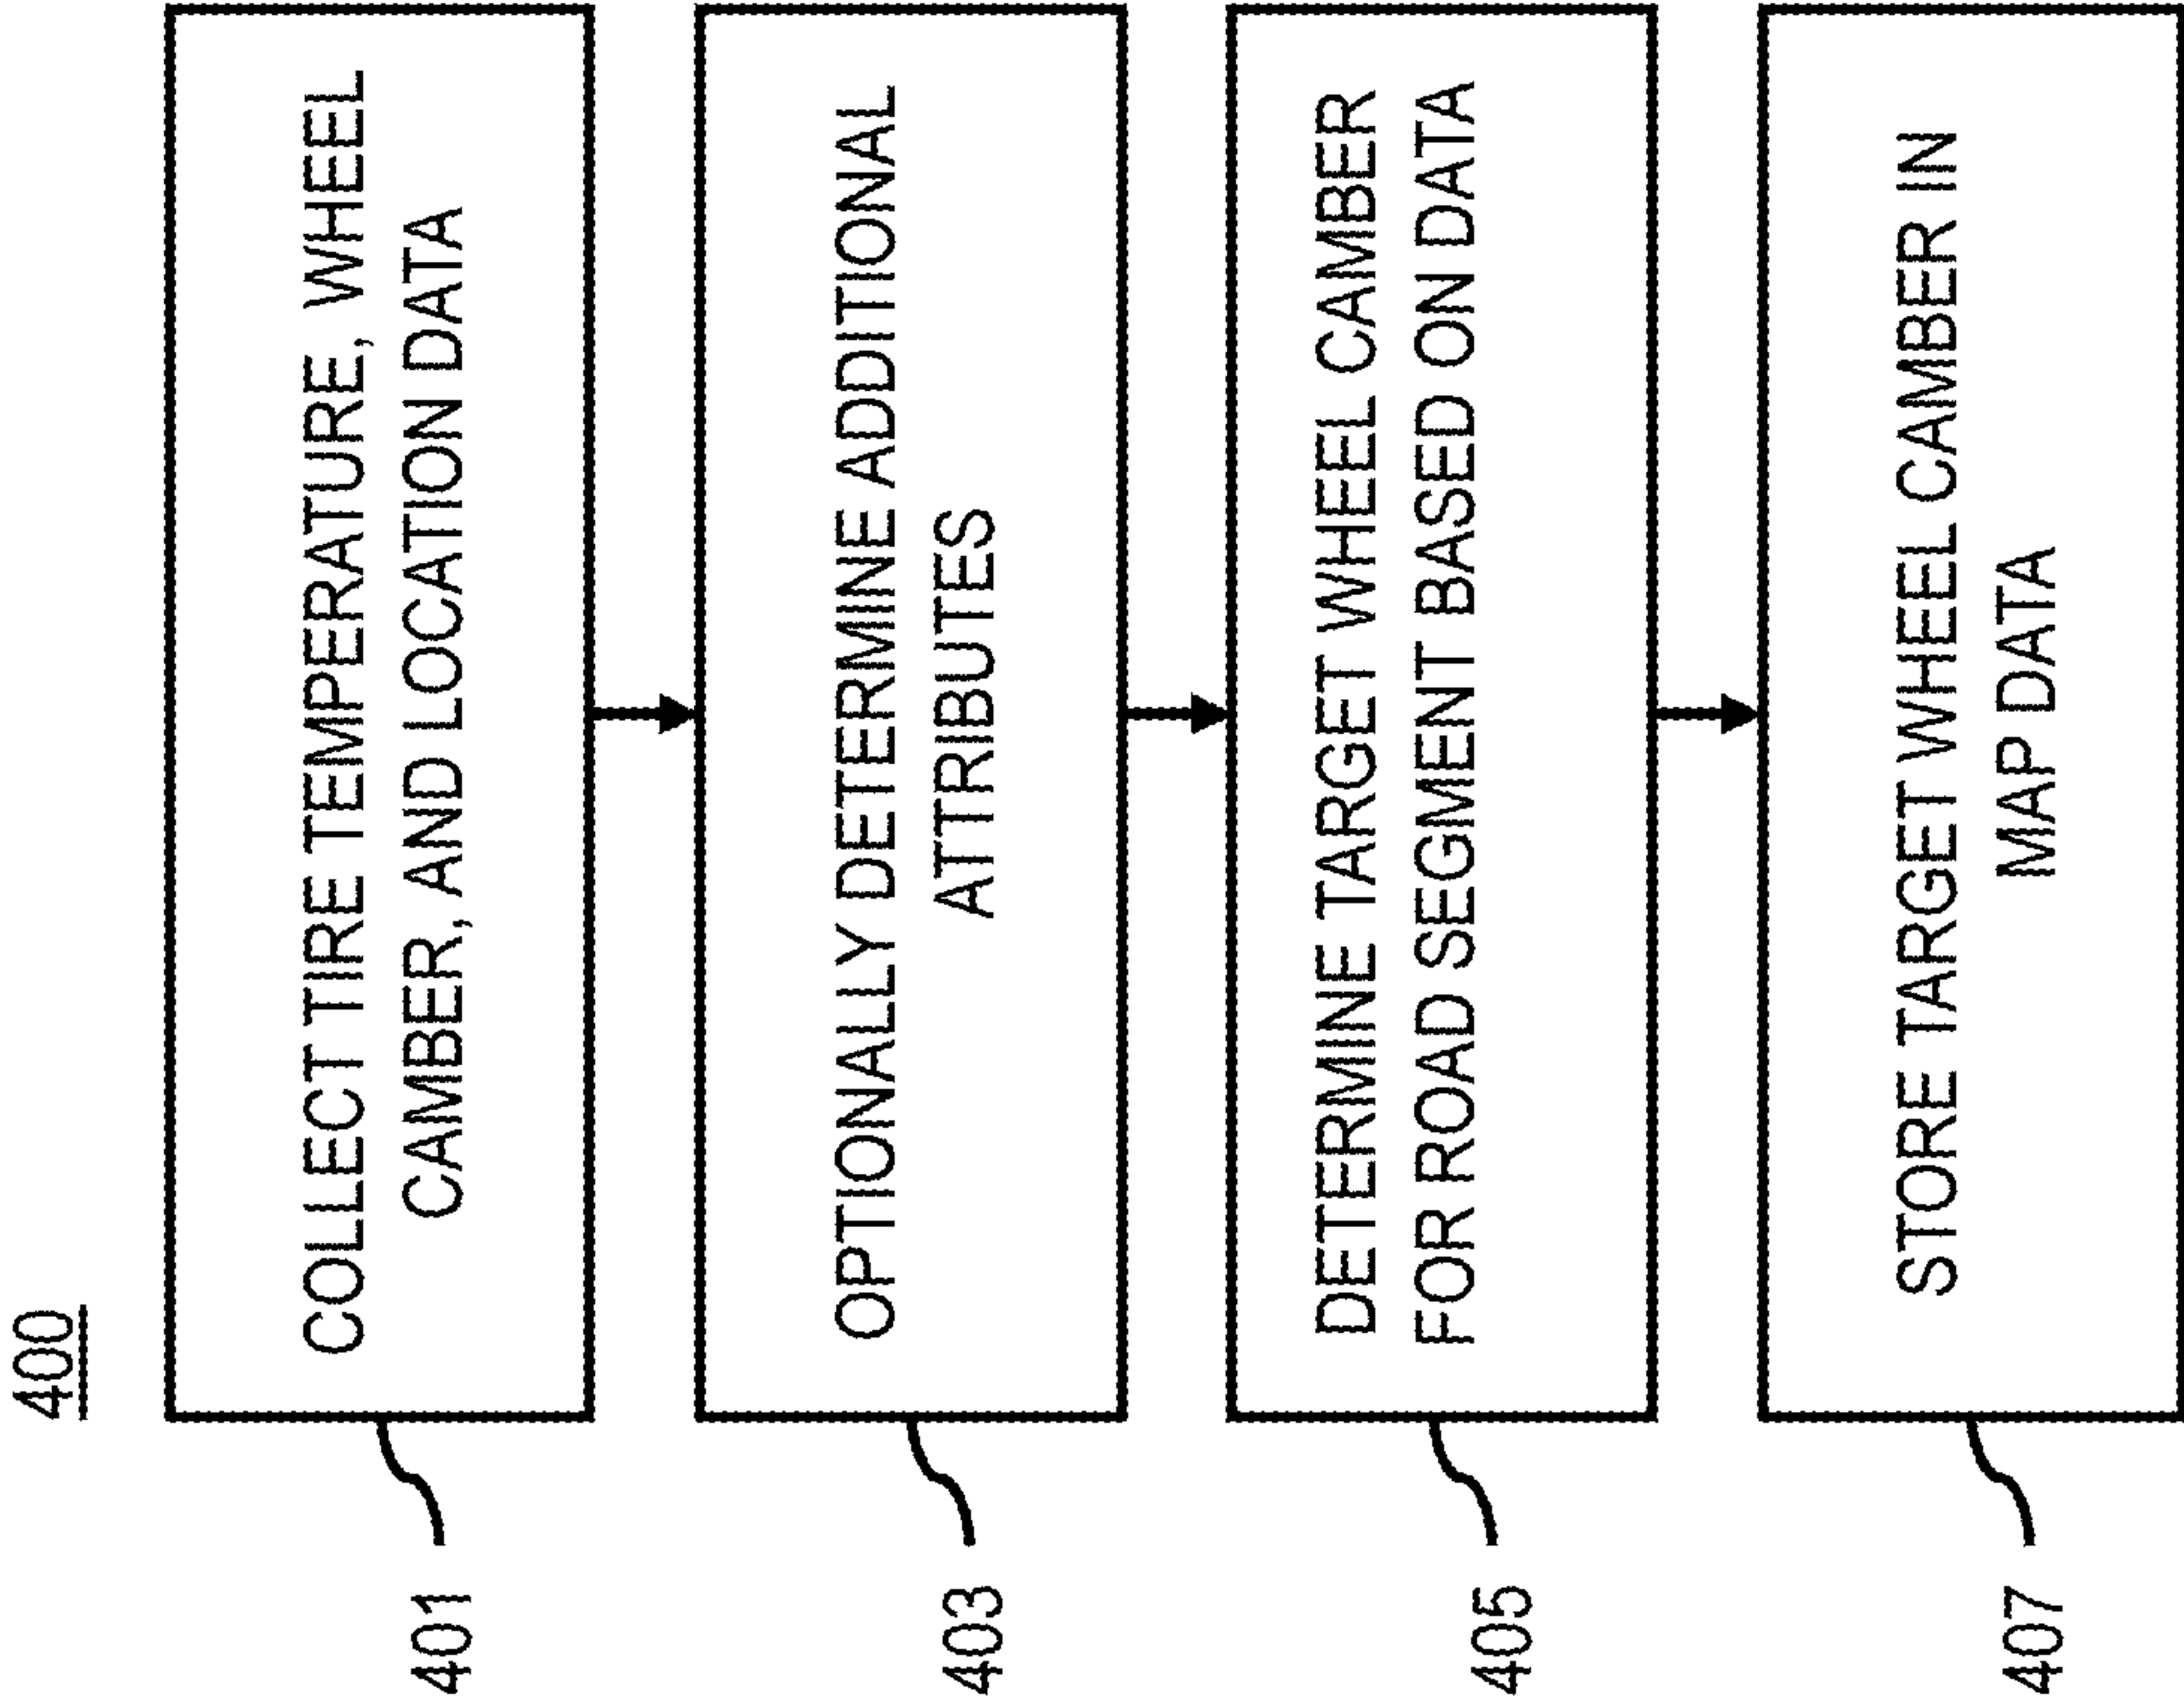 400
COLLECT TIRE TEMPERATURE, WHEEL
CAMBER, AND LOCATION DATA
401
OPTIONALLY DETERMINE ADDITIONAL
ATTRIBUTES
403
DETERMINE TARGET WHEEL CAMBER
FOR ROAD SEGMENT BASED ON DATA
405
STORE TARGET WHEEL CAMBER IN
MAP DATA
407